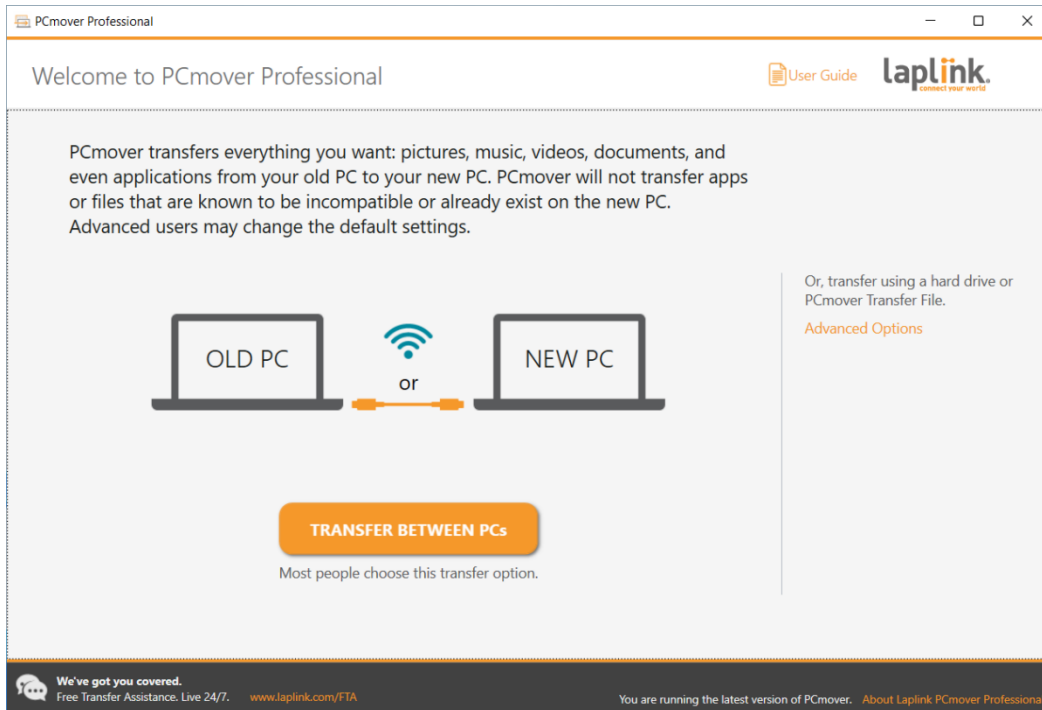 PCmover Professional
Welcome to PCmover Professional
User Guide
laplink.
connect your world
PCmover transfers everything you want: pictures, music, videos, documents, and
even applications from your old PC to your new PC. PCmover will not transfer apps
or files that are known to be incompatible or already exist on the new PC.
Advanced users may change the default settings.
Or, transfer using a hard drive or
PCmover Transfer File.
Advanced Options
OLD PC
or
NEW PC
TRANSFER BETWEEN PCs
Most people choose this transfer option.
We've got you covered.
Free Transfer Assistance. Live 24/7.
www.laplink.com/FTA
You are running the latest version of PCmover.
About Laplink PCmover Professiona